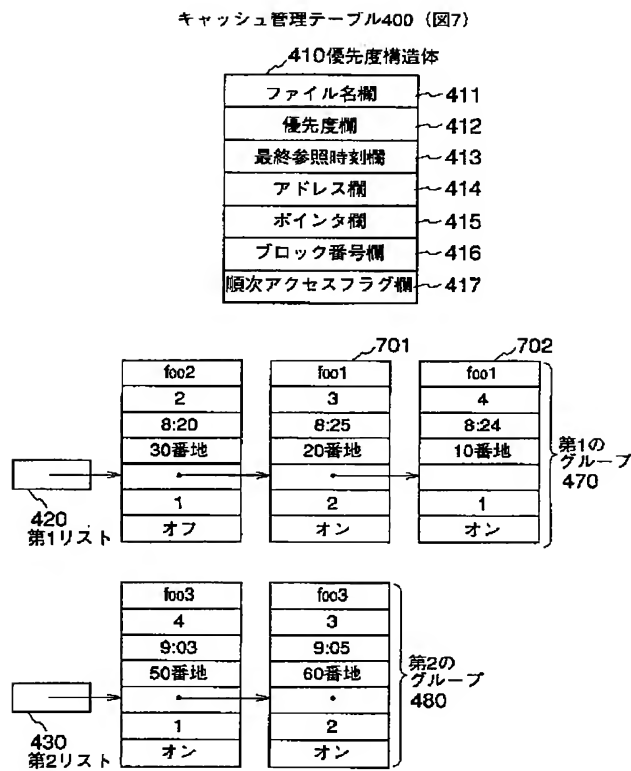 キャッシュ管理テーブル400 (図7)
410優先度構造体
ファイル名欄 411
優先度欄 412
最終参照時刻欄 413
アドレス欄 414
ポインタ欄 415
ブロック番号欄 416
順次アクセスフラグ欄 417
701 702
foo2 foo1 foo1
2 3 4
8:20 8:25 8:24
30番地 20番地 10番地
1 2 1
オフ オン オン
420
第1リスト
第1の
グループ
470
foo3 foo3
4 3
9:03 9:05
50番地 60番地
1 2
オン オン
430
第2リスト
第2の
グループ
480